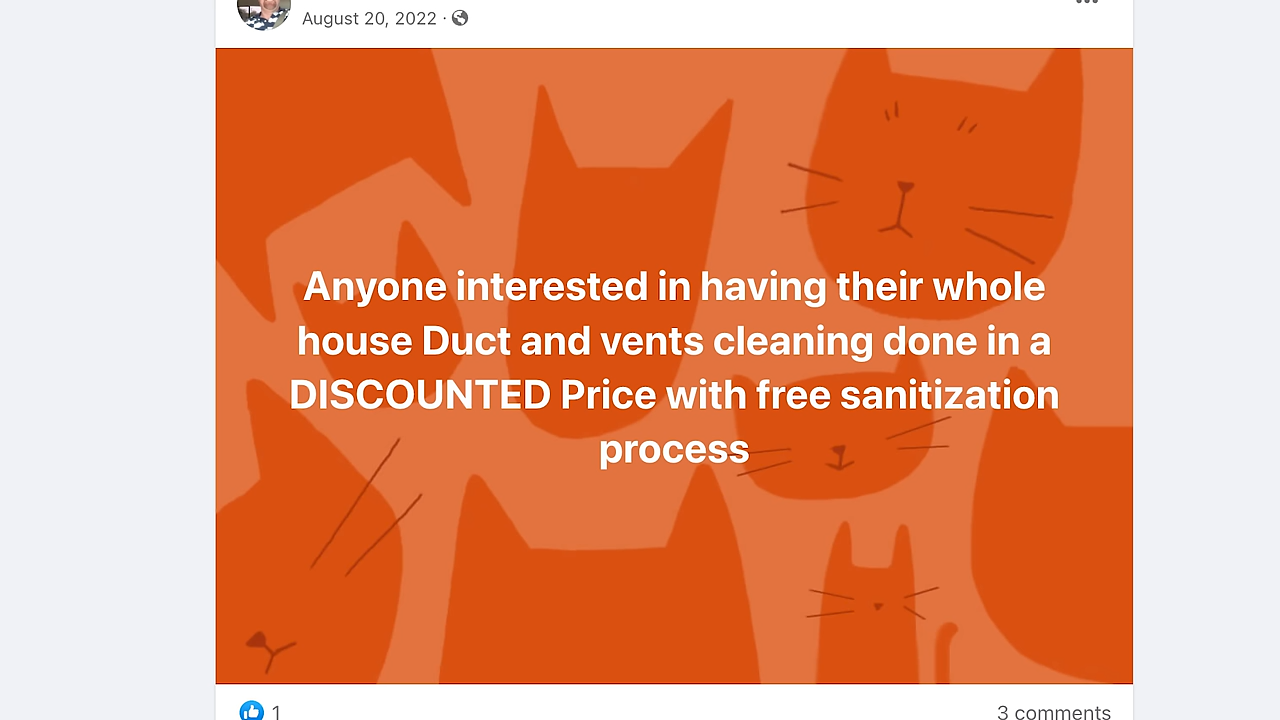 August 20, 2022 ·
Anyone interested in having their whole
house Duct and vents cleaning done in a
DISCOUNTED Price with free sanitization
process
1
3 comments